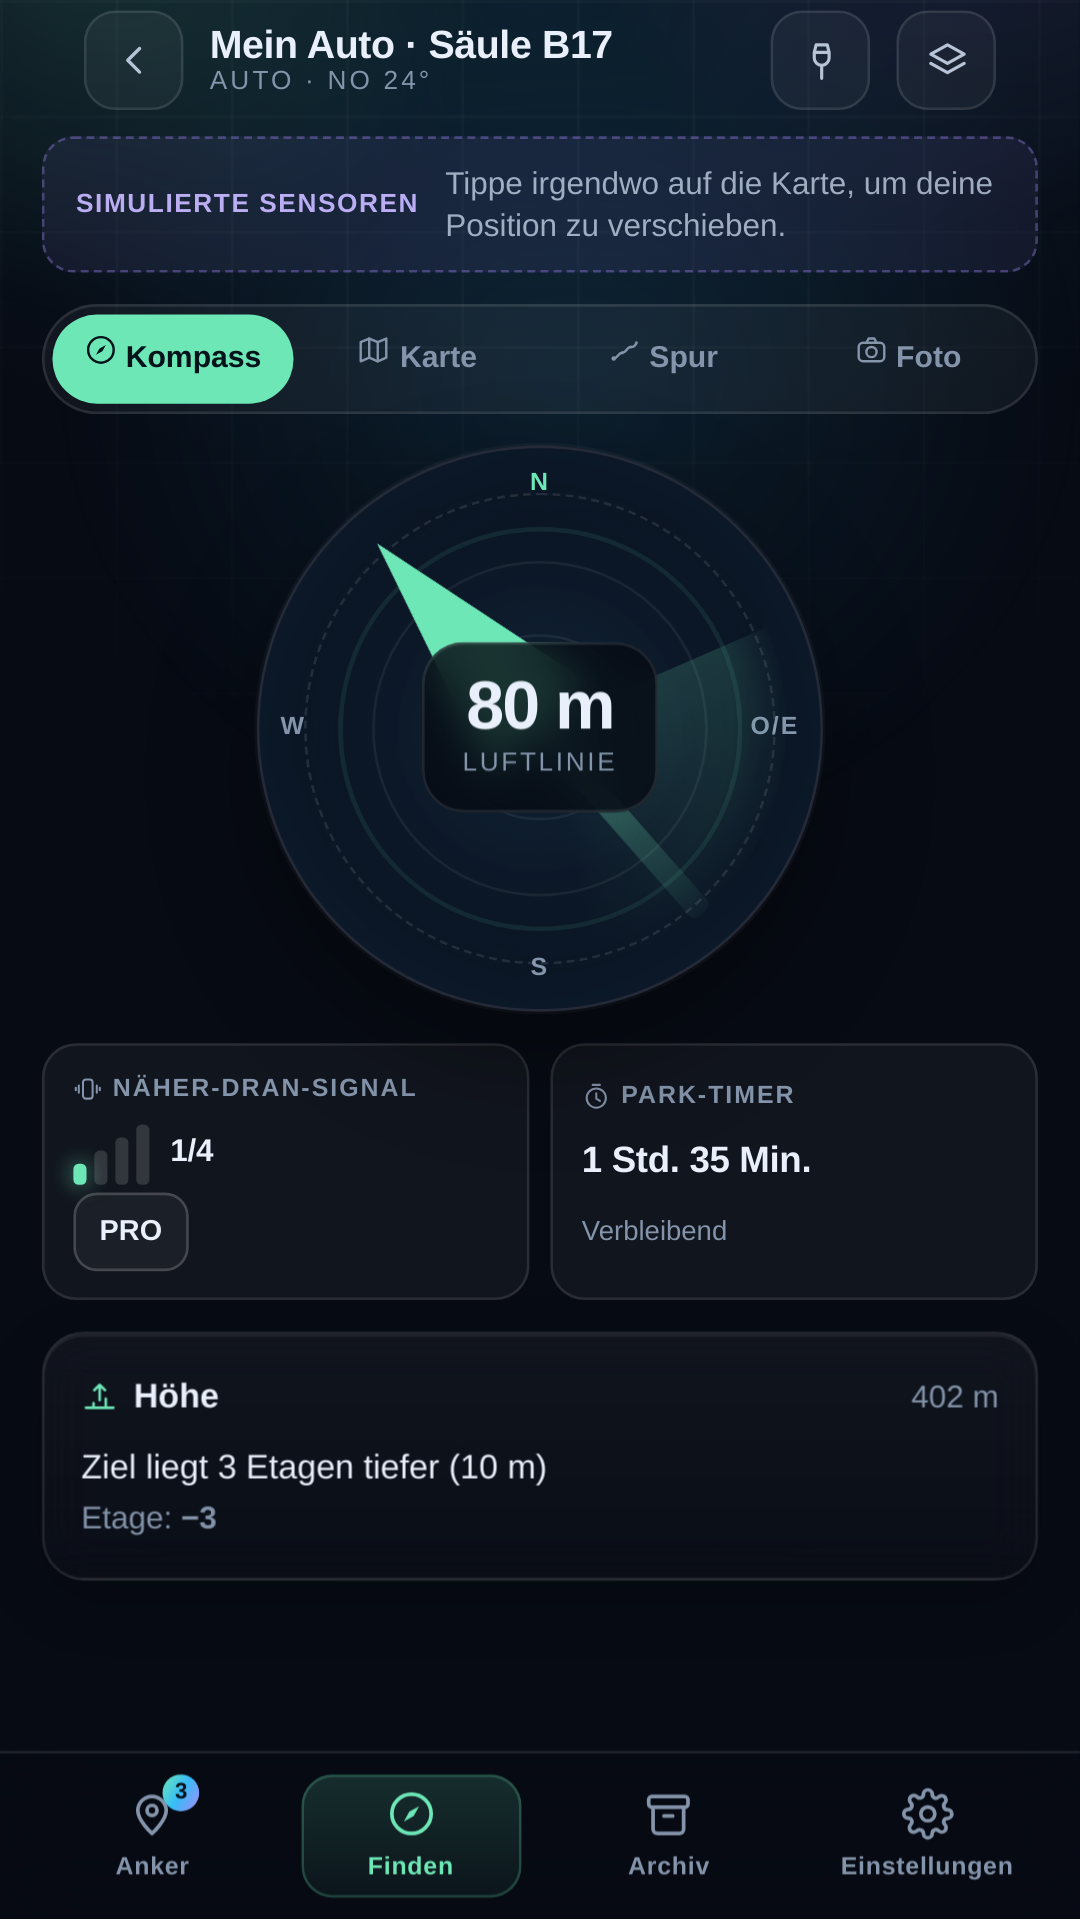 Mein Auto · Säule B17
AUTO · NO 24°
SIMULIERTE SENSOREN
Tippe irgendwo auf die Karte, um deine
Position zu verschieben.
Kompass
Karte
Spur
Foto
N
W
O/E
S
80 m
LUFTLINIE
NÄHER-DRAN-SIGNAL
1/4
PRO
PARK-TIMER
1 Std. 35 Min.
Verbleibend
Höhe
402 m
Ziel liegt 3 Etagen tiefer (10 m)
Etage: −3
3
Anker
Finden
Archiv
Einstellungen